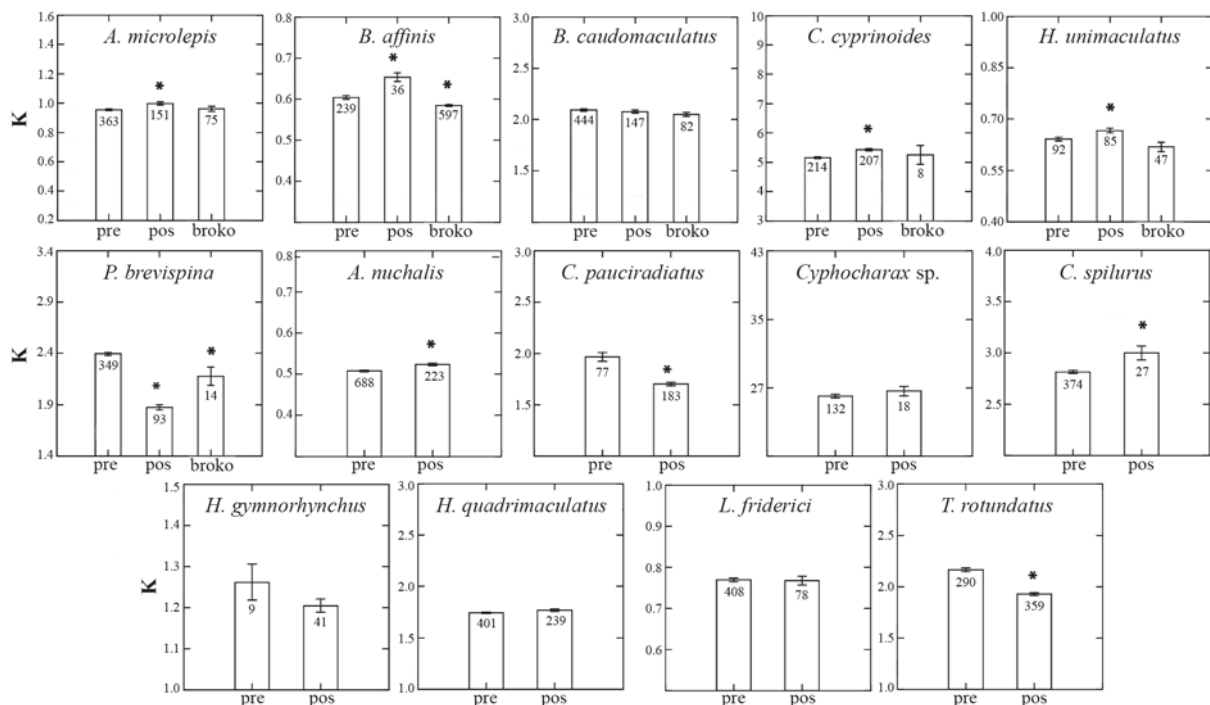 A. microlepis
K
1.6
1.4
1.2
1.0
0.8
0.6
0.4
0.2
*
363 151 75
pre pos broko
B. affinis
0.8
0.7
0.6
0.5
0.4
* *
239 36 597
pre pos broko
B. caudomaculatus
3.0
2.5
2.0
1.5
444 147 82
pre pos broko
C. cyprinoides
10
9
8
7
6
5
4
3
*
214 207 8
pre pos broko
H. unimaculatus
1.00
0.85
0.70
0.55
0.40
*
92 85 47
pre pos broko
P. brevispina
K
3.4
2.9
2.4
1.9
1.4
* *
349 93 14
pre pos broko
A. nuchalis
0.8
0.7
0.6
0.5
0.4
*
688 223
pre pos
C. pauciradiatus
3.0
2.5
2.0
1.5
*
77 183
pre pos
Cyphocharax sp.
43
35
27
132 18
pre pos
C. spilurus
4.0
3.5
3.0
2.5
*
374 27
pre pos
H. gymnorhynchus
K
1.5
1.4
1.3
1.2
1.1
1.0
9 41
pre pos
H. quadrimaculatus
3.0
2.5
2.0
1.5
1.0
401 239
pre pos
L. friderici
1.0
0.9
0.8
0.7
0.6
408 78
pre pos
T. rotundatus
3.0
2.5
2.0
1.5
1.0
*
290 359
pre pos